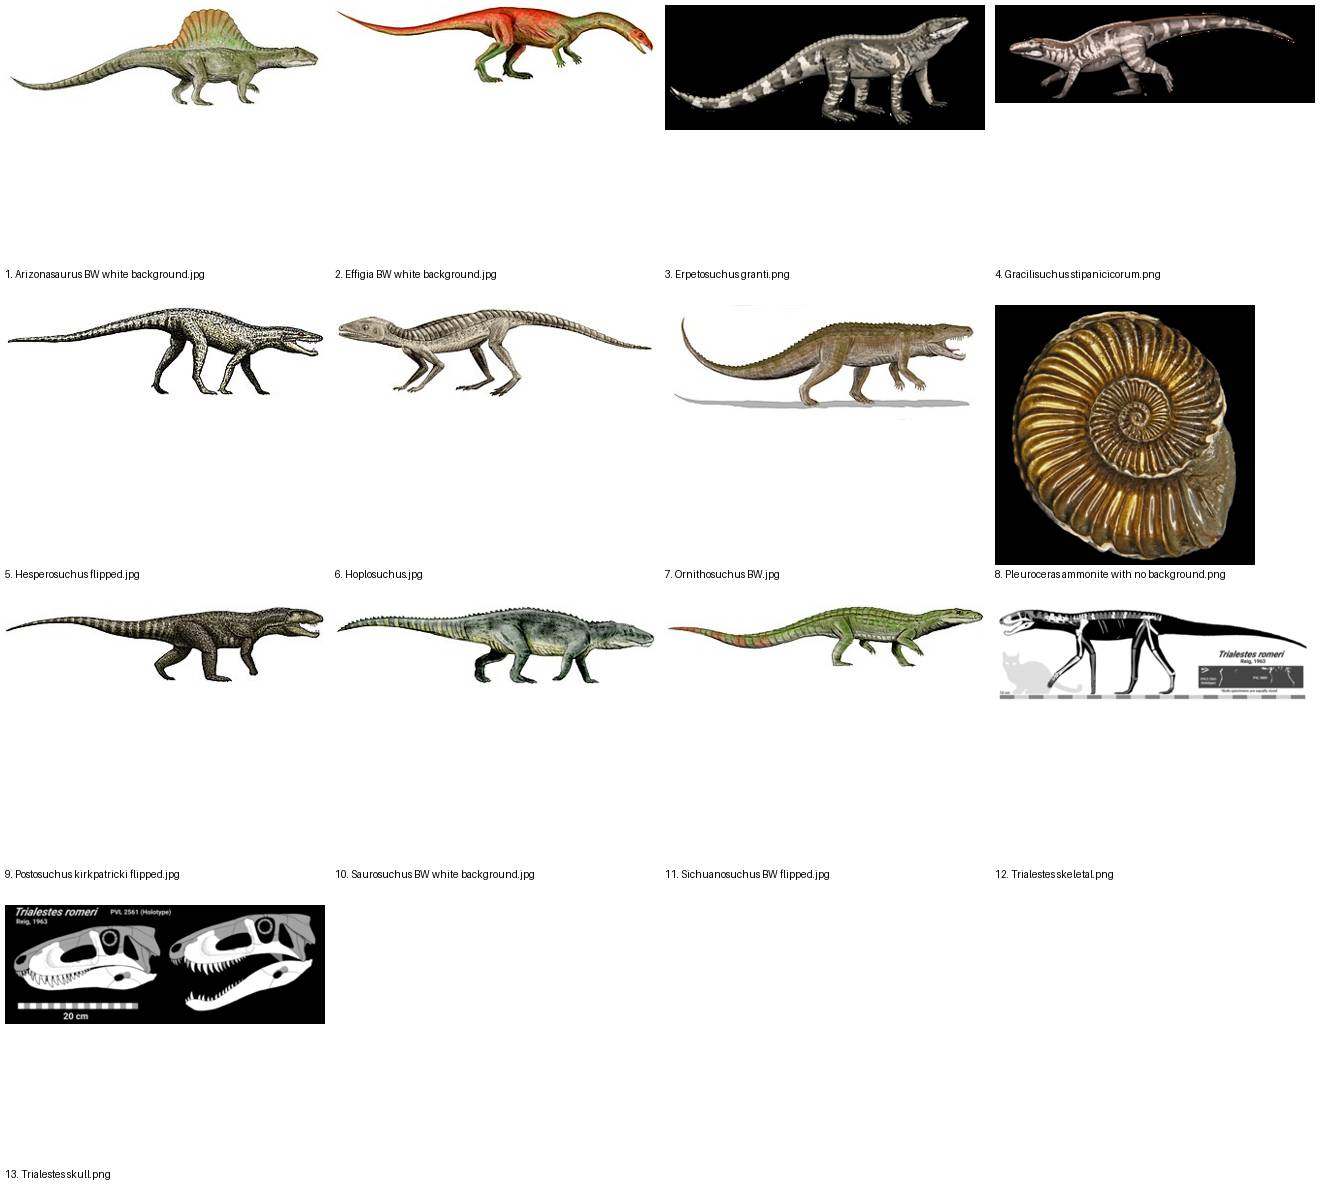 1. Arizonasaurus BW white background.jpg
2. Effigia BW white background.jpg
3. Erpetosuchus granti.png
4. Gracilisuchus stipanicicorum.png
5. Hesperosuchus flipped.jpg
6. Hoplosuchus.jpg
7. Ornithosuchus BW.jpg
8. Pleuroceras ammonite with no background.png
Trialestes romeri
Reig, 1963
9. Postosuchus kirkpatricki flipped.jpg
10. Saurosuchus BW white background.jpg
11. Sichuanosuchus BW flipped.jpg
12. Trialestes skeletal.png
Trialestes romeri PVL 2561 (Holotype)
Reig, 1963
20 cm
13. Trialestes skull.png